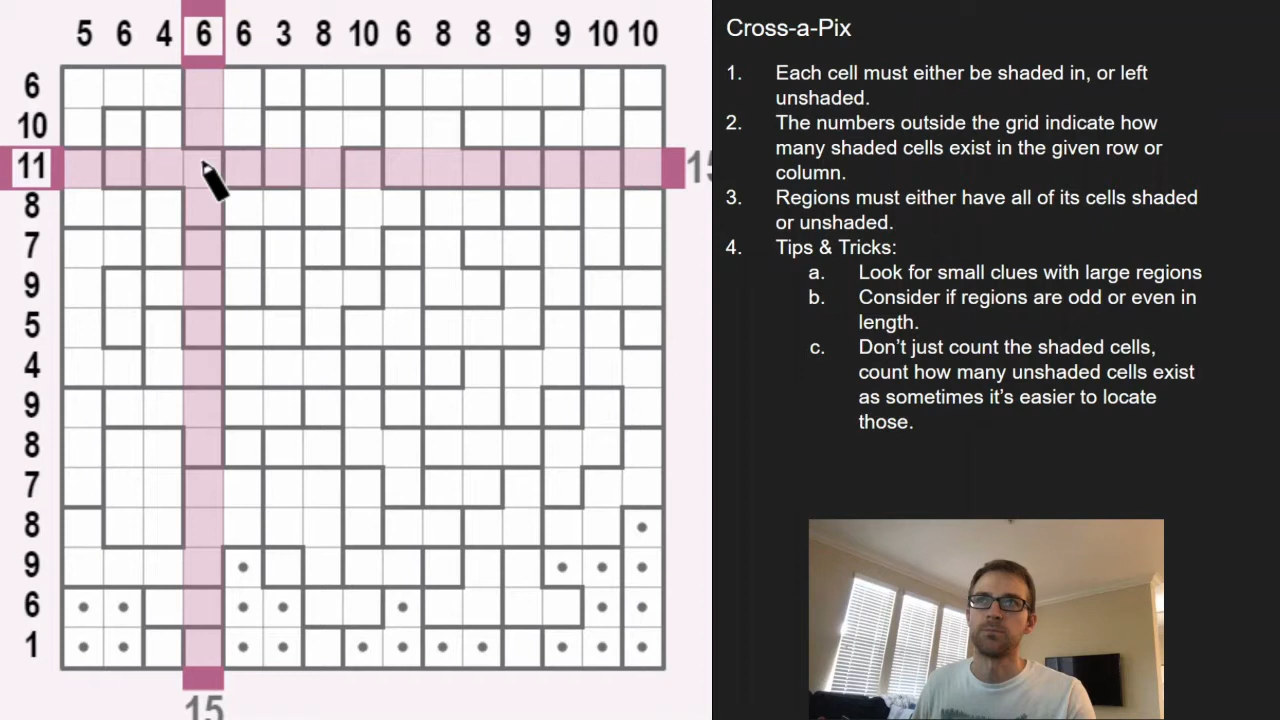 5 6 4 6 6 3 8 10 6 8 8 9 9 10 10
6
10
11
15
8
7
9
5
4
9
8
7
8
9
6
1
15
Cross-a-Pix
1. Each cell must either be shaded in, or left
unshaded.
2. The numbers outside the grid indicate how
many shaded cells exist in the given row or
column.
3. Regions must either have all of its cells shaded
or unshaded.
4. Tips & Tricks:
a. Look for small clues with large regions
b. Consider if regions are odd or even in
length.
c. Don't just count the shaded cells,
count how many unshaded cells exist
as sometimes it's easier to locate
those.